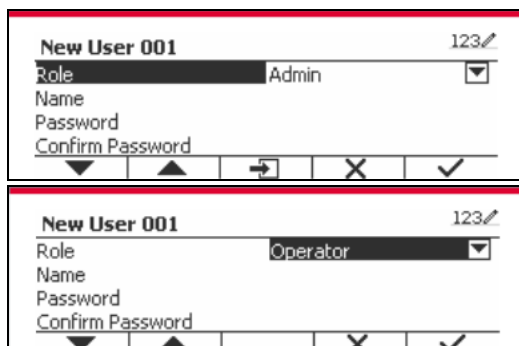 New User 001 123
Role Admin
Name
Password
Confirm Password
New User 001 123
Role Operator
Name
Password
Confirm Password